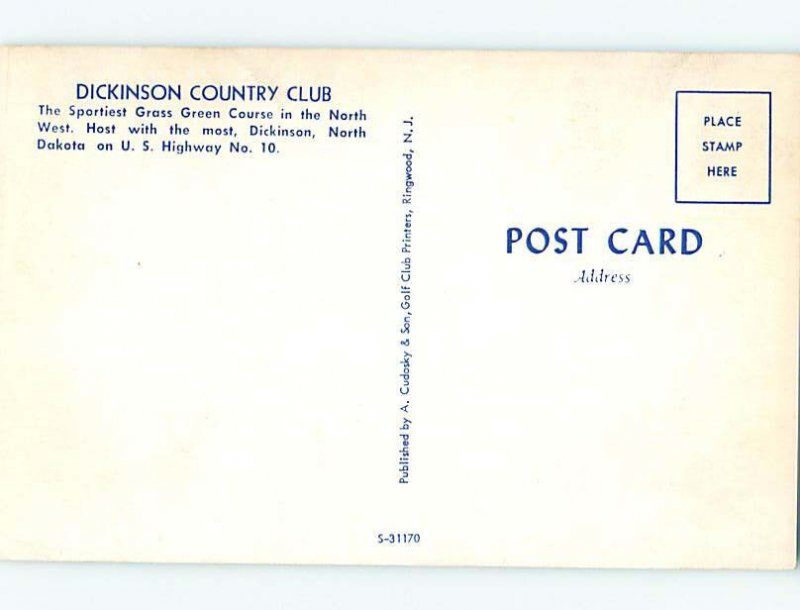 DICKINSON COUNTRY CLUB
The Sportiest Grass Green Course in the North
West. Host with the most, Dickinson, North
Dakota on U. S. Highway No. 10.
Published by A. Cudosky & Son, Golf Club Printers, Ringwood, N. J.
PLACE
STAMP
HERE
POST CARD
Address
S-31170